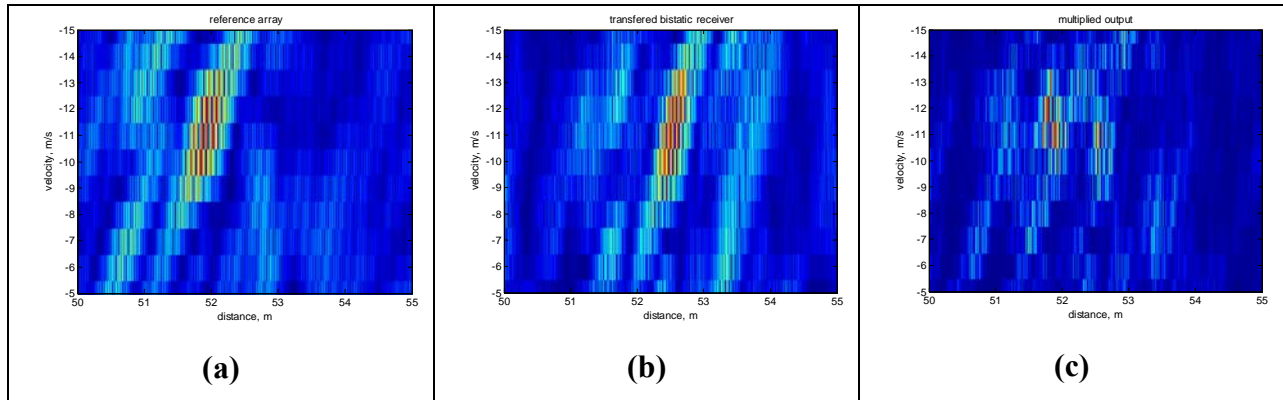 reference array
-15
-14
-13
-12
-11
-10
-9
-8
-7
-6
-5
velocity, m/s
50 51 52 53 54 55
distance, m
(a)
transfered bistatic receiver
-15
-14
-13
-12
-11
-10
-9
-8
-7
-6
-5
velocity, m/s
50 51 52 53 54 55
distance, m
(b)
multiplied output
-15
-14
-13
-12
-11
-10
-9
-8
-7
-6
-5
velocity, m/s
50 51 52 53 54 55
distance, m
(c)